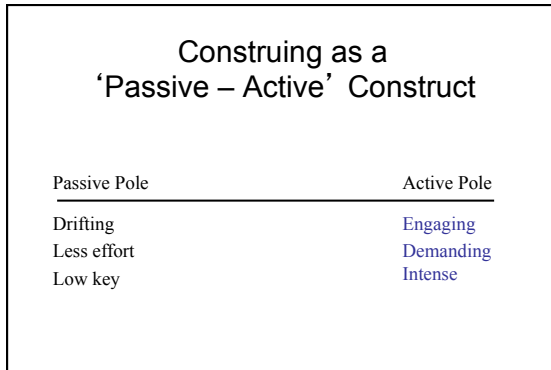 Construing as a
‘Passive – Active’ Construct
Passive Pole Active Pole
Drifting Engaging
Less effort Demanding
Low key Intense